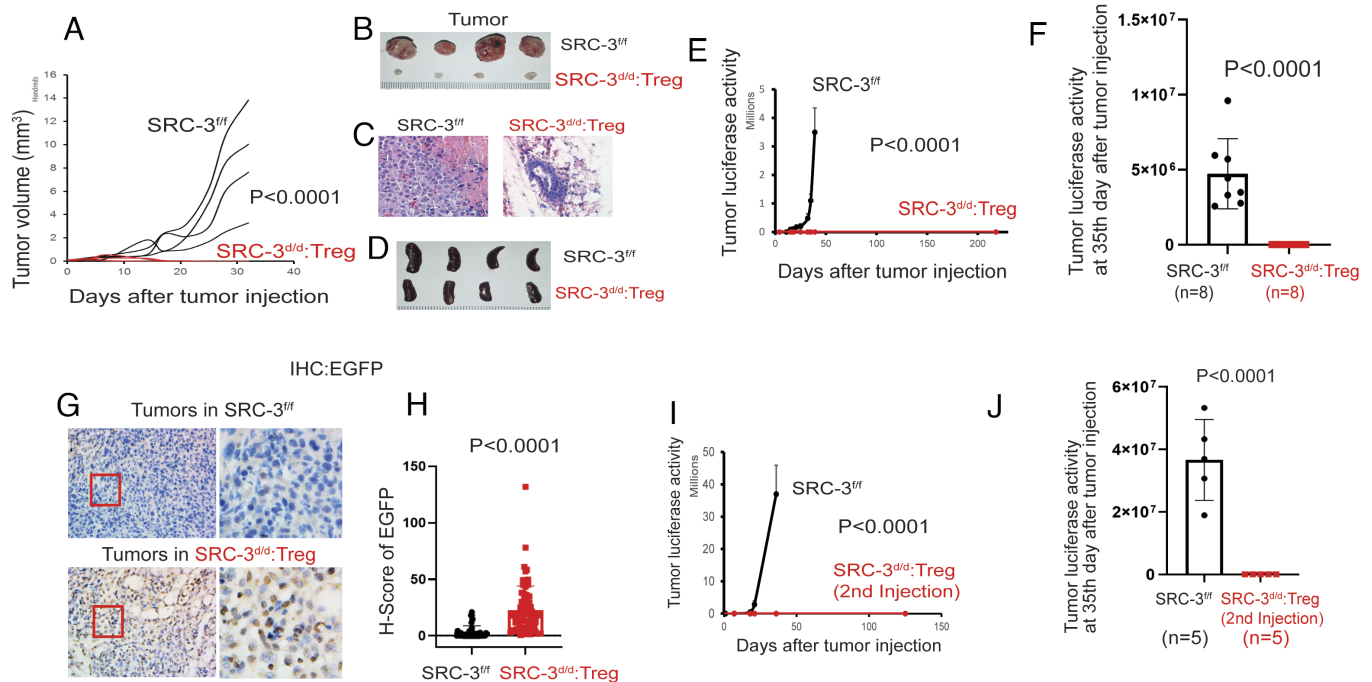 A
Tumor volume (mm³)
Hundreds
16
14
12
10
8
6
4
2
0
SRC-3f/f
P<0.0001
SRC-3d/d:Treg
0 10 20 30 40
Days after tumor injection
B
Tumor
SRC-3f/f
SRC-3d/d:Treg
C
SRC-3f/f SRC-3d/d:Treg
D
SRC-3f/f
SRC-3d/d:Treg
E
Tumor luciferase activity
Millions
5
4
3
2
1
0
SRC-3f/f
P<0.0001
SRC-3d/d:Treg
0 50 100 150 200
Days after tumor injection
F
Tumor luciferase activity
at 35th day after tumor injection
1.5×10⁷
1×10⁷
5×10⁶
0
P<0.0001
SRC-3f/f SRC-3d/d:Treg
(n=8) (n=8)
IHC:EGFP
G
Tumors in SRC-3f/f
Tumors in SRC-3d/d:Treg
H
P<0.0001
H-Score of EGFP
150
100
50
0
SRC-3f/f SRC-3d/d:Treg
I
Tumor luciferase activity
Millions
50
40
30
20
10
0
SRC-3f/f
P<0.0001
SRC-3d/d:Treg
(2nd Injection)
0 50 100 150
Days after tumor injection
J
Tumor luciferase activity
at 35th day after tumor injection
6×10⁷
4×10⁷
2×10⁷
0
P<0.0001
SRC-3f/f SRC-3d/d:Treg
(2nd Injection)
(n=5) (n=5)